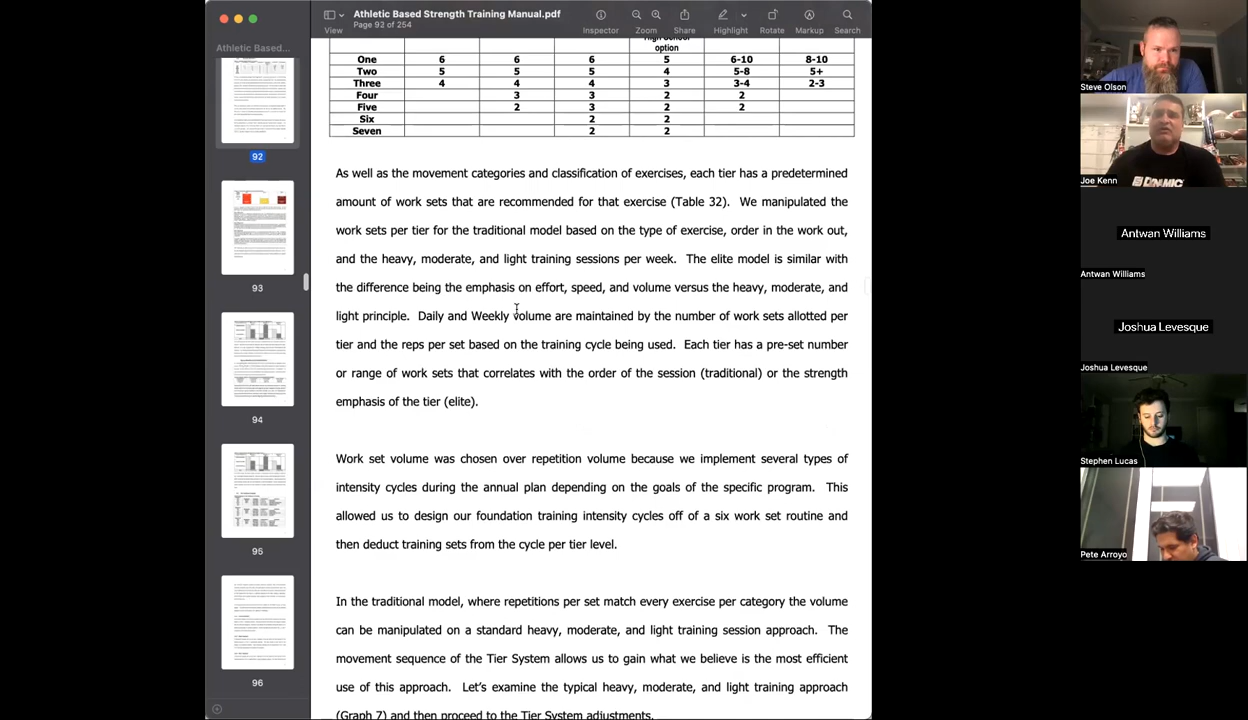 Athletic Based Strength Training Manual.pdf
Page 92 of 254
View
Inspector
Zoom
Share
Highlight
Rotate
Markup
Search
Athletic Based...
92
93
94
95
96
High School
option
One 6 6 6 5 6-10 8-10
Two 5 5 5 4 5-8 5+
Three 4 4 4 3 3-4 2-3
Four 3 3 2 2
Five 2 3 2 2
Six 2 2
Seven 2 2
As well as the movement categories and classification of exercises, each tier has a predetermined
amount of work sets that are recommended for that exercise (Table 32). We manipulated the
work sets per tier for the traditional model based on the type of exercise, order in the work out,
and the heavy, moderate, and light training sessions per week. The elite model is similar with
the difference being the emphasis on effort, speed, and volume versus the heavy, moderate, and
light principle. Daily and Weekly volume are maintained by the number of work sets allotted per
tier and the reps per set based on the training cycle being used. Each tier has a pre-set number
or range of work sets that correlates with the order of the session (traditional) or the strength
emphasis of the tier (elite).
Work set volume was chosen over repetition volume because we implement several types of
intensity cycles during the annual plan depending on the goals of the specific program. This
allowed us to design our foundation training intensity cycles off of a six work set routine and
then deduct training sets from the cycle per tier level.
In the traditional model, where repetitions per set match every exercise per category the volume
can be manipulated on a standard heavy, moderate, and light training session approach. The
movement sequence of the Tier System allows us to gain what we believe is the most efficient
use of this approach. Let's examine the typical heavy, moderate, and light training approach
(Graph 7) and then proceed to the Tier System adjustments.
Steve Olson
DYNAMIC
Joe Kenn
Antwan Williams
Antwan Williams
Joshua Levesque
Joshua Levesque
Stephen Lucas
Pete Arroyo